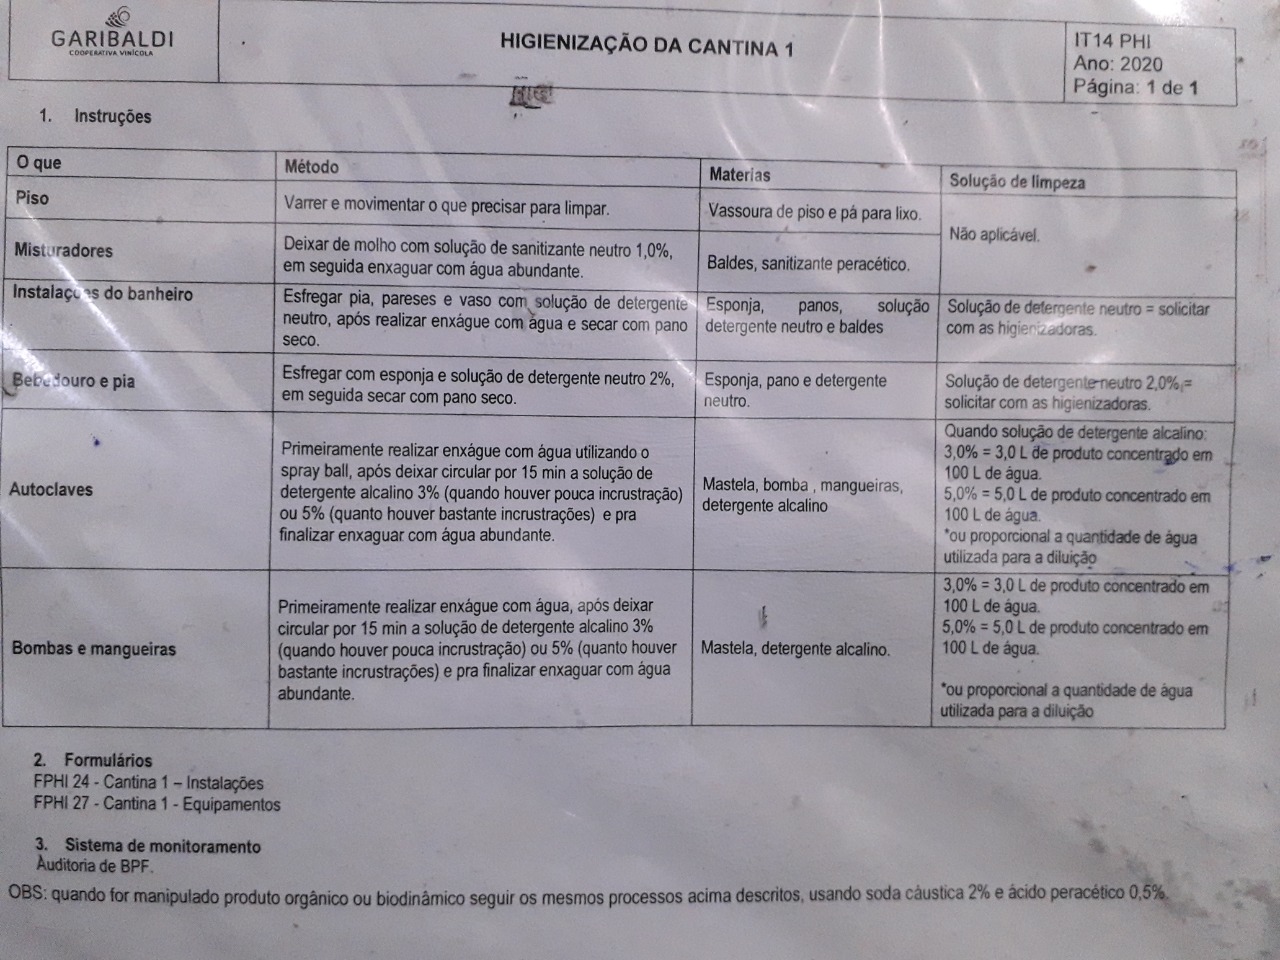 GARIBALDI
COOPERATIVA VINÍCOLA
HIGIENIZAÇÃO DA CANTINA 1
IT14 PHI
Ano: 2020
Página: 1 de 1
1. Instruções
O que
Método
Materias
Solução de limpeza
Piso
Varrer e movimentar o que precisar para limpar.
Vassoura de piso e pá para lixo.
Não aplicável.
Misturadores
Deixar de molho com solução de sanitizante neutro 1,0%,
em seguida enxaguar com água abundante.
Baldes, sanitizante peracético.
Instalações do banheiro
Esfregar pia, pareses e vaso com solução de detergente
neutro, após realizar enxágue com água e secar com pano
seco.
Esponja, panos, solução
detergente neutro e baldes
Solução de detergente neutro = solicitar
com as higienizadoras.
Bebedouro e pia
Esfregar com esponja e solução de detergente neutro 2%,
em seguida secar com pano seco.
Esponja, pano e detergente
neutro.
Solução de detergente neutro 2,0% =
solicitar com as higienizadoras.
Autoclaves
Primeiramente realizar enxágue com água utilizando o
spray ball, após deixar circular por 15 min a solução de
detergente alcalino 3% (quando houver pouca incrustração)
ou 5% (quanto houver bastante incrustrações) e pra
finalizar enxaguar com água abundante.
Mastela, bomba , mangueiras,
detergente alcalino
Quando solução de detergente alcalino:
3,0% = 3,0 L de produto concentrado em
100 L de água.
5,0% = 5,0 L de produto concentrado em
100 L de água.
*ou proporcional a quantidade de água
utilizada para a diluição
Bombas e mangueiras
Primeiramente realizar enxágue com água, após deixar
circular por 15 min a solução de detergente alcalino 3%
(quando houver pouca incrustração) ou 5% (quanto houver
bastante incrustrações) e pra finalizar enxaguar com água
abundante.
Mastela, detergente alcalino.
3,0% = 3,0 L de produto concentrado em
100 L de água.
5,0% = 5,0 L de produto concentrado em
100 L de água.
*ou proporcional a quantidade de água
utilizada para a diluição
2. Formulários
FPHI 24 - Cantina 1 – Instalações
FPHI 27 - Cantina 1 - Equipamentos
3. Sistema de monitoramento
Auditoria de BPF.
OBS: quando for manipulado produto orgânico ou biodinâmico seguir os mesmos processos acima descritos, usando soda cáustica 2% e ácido peracético 0,5%.